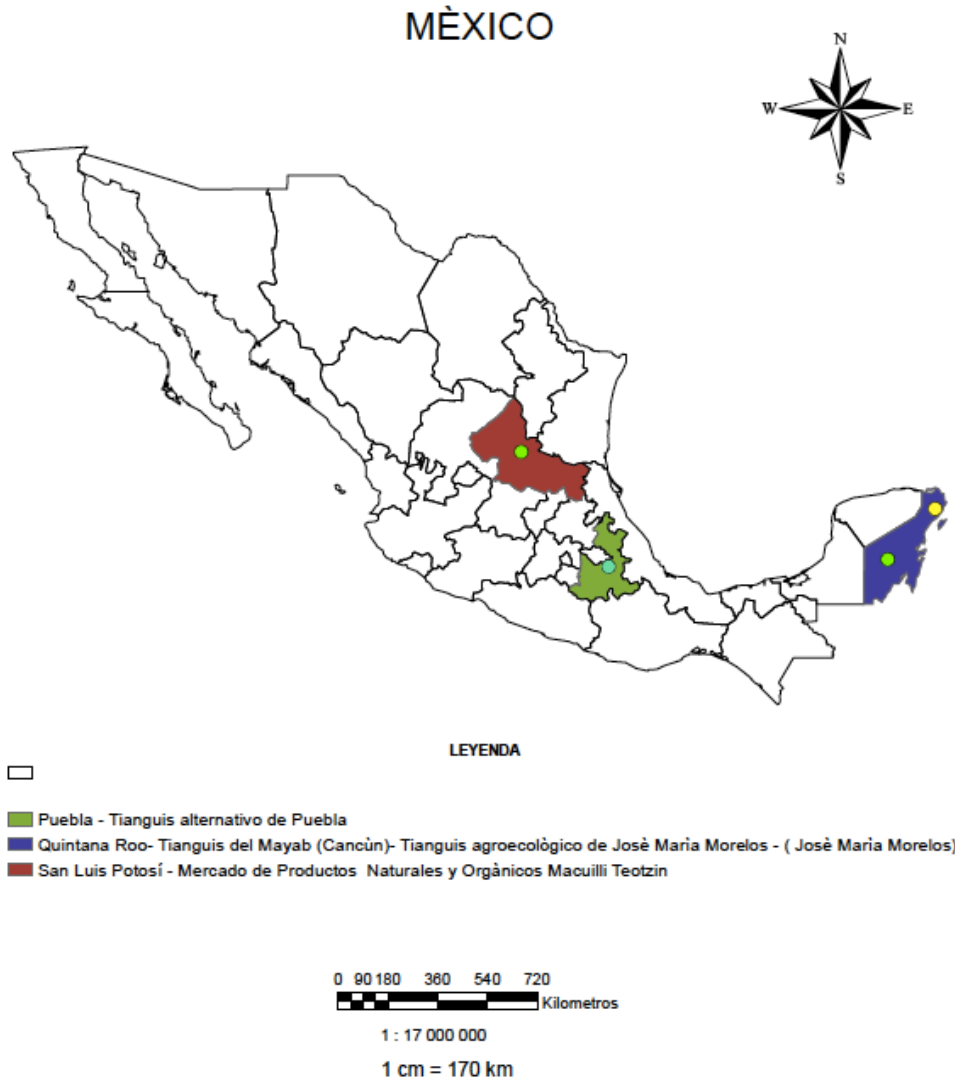 MÈXICO
N
W E
S
LEYENDA
Puebla - Tianguis alternativo de Puebla
Quintana Roo- Tianguis del Mayab (Cancùn)- Tianguis agroecològico de Josè Marìa Morelos - ( Josè Marìa Morelos)
San Luis Potosí - Mercado de Productos Naturales y Orgànicos Macuilli Teotzin
0 90 180 360 540 720
Kilometros
1 : 17 000 000
1 cm = 170 km